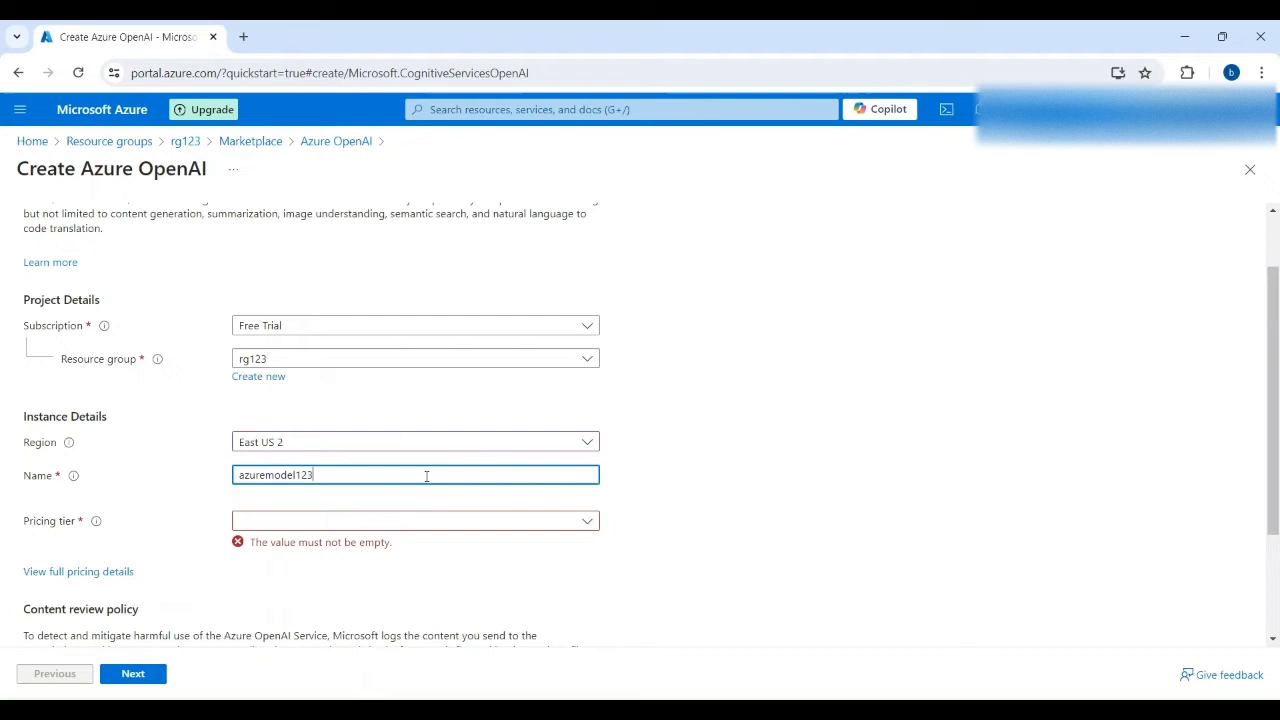 Create Azure OpenAI - Microso
portal.azure.com/?quickstart=true#create/Microsoft.CognitiveServicesOpenAI
b
Microsoft Azure
Upgrade
Search resources, services, and docs (G+/)
Copilot
Home > Resource groups > rg123 > Marketplace > Azure OpenAI >
Create Azure OpenAI ...
but not limited to content generation, summarization, image understanding, semantic search, and natural language to
code translation.
Learn more
Project Details
Subscription * Free Trial
Resource group * rg123
Create new
Instance Details
Region East US 2
Name * azuremodel123
Pricing tier *
The value must not be empty.
View full pricing details
Content review policy
To detect and mitigate harmful use of the Azure OpenAI Service, Microsoft logs the content you send to the
Previous
Next
Give feedback